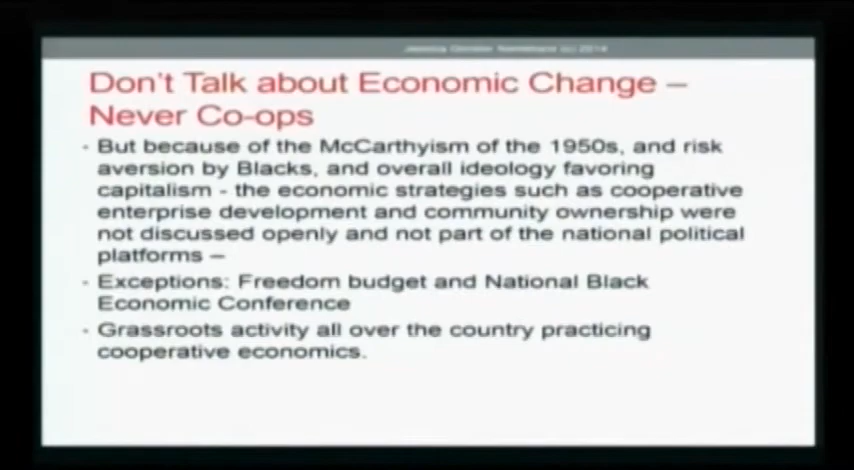 Don't Talk about Economic Change –
Never Co-ops
• But because of the McCarthyism of the 1950s, and risk
aversion by Blacks, and overall ideology favoring
capitalism - the economic strategies such as cooperative
enterprise development and community ownership were
not discussed openly and not part of the national political
platforms –
• Exceptions: Freedom budget and National Black
Economic Conference
• Grassroots activity all over the country practicing
cooperative economics.